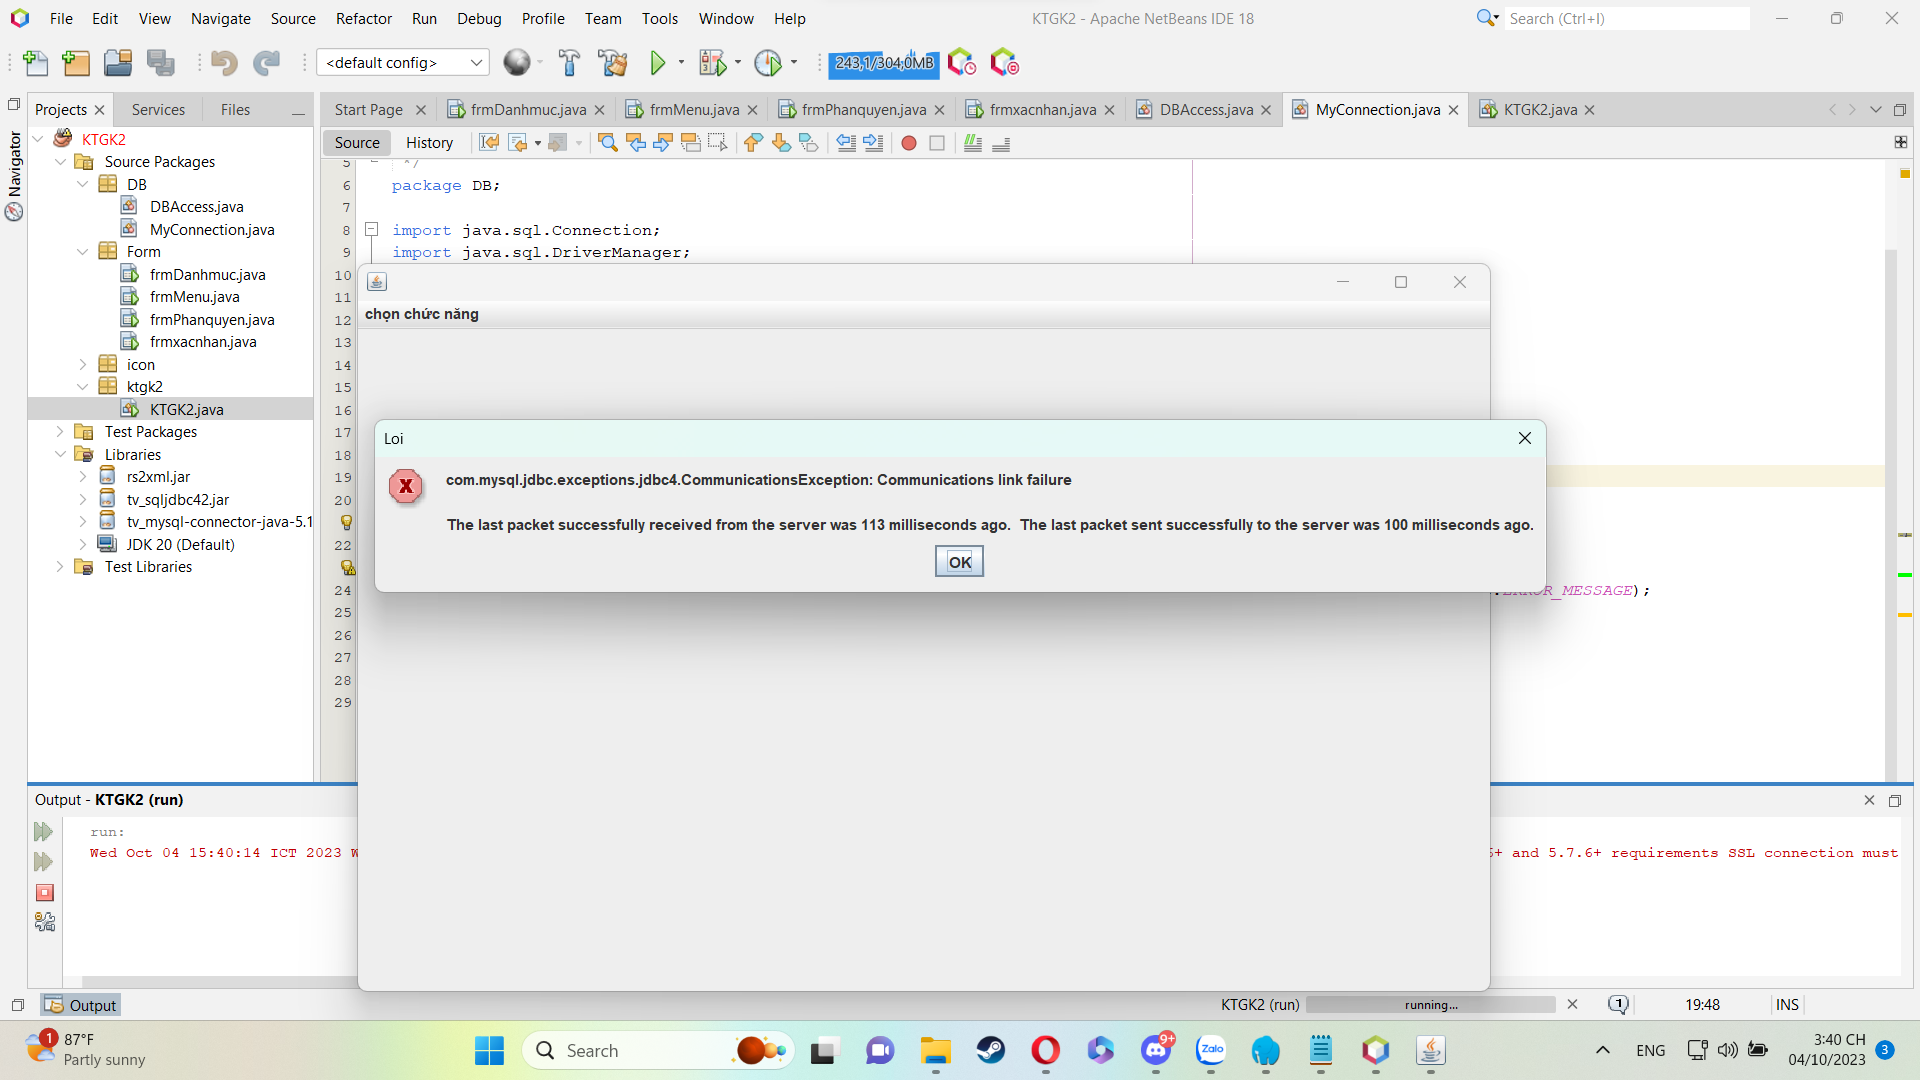 File Edit View Navigate Source Refactor Run Debug Profile Team Tools Window Help
KTGK2 - Apache NetBeans IDE 18
Search (Ctrl+I)
<default config>
243,1/304,0MB
Projects Services Files
Start Page frmDanhmuc.java frmMenu.java frmPhanquyen.java frmxacnhan.java DBAccess.java MyConnection.java KTGK2.java
Source History
Navigator
KTGK2
Source Packages
DB
DBAccess.java
MyConnection.java
Form
frmDanhmuc.java
frmMenu.java
frmPhanquyen.java
frmxacnhan.java
icon
ktgk2
KTGK2.java
Test Packages
Libraries
rs2xml.jar
tv_sqljdbc42.jar
tv_mysql-connector-java-5.1
JDK 20 (Default)
Test Libraries
5 */
6 package DB;
7
8 import java.sql.Connection;
9 import java.sql.DriverManager;
10
11
12
13
14
15
16
17
18
19
20
22
24 .ERROR_MESSAGE);
25
26
27
28
29
chọn chức năng
Loi
com.mysql.jdbc.exceptions.jdbc4.CommunicationsException: Communications link failure
The last packet successfully received from the server was 113 milliseconds ago. The last packet sent successfully to the server was 100 milliseconds ago.
OK
Output - KTGK2 (run)
run:
Wed Oct 04 15:40:14 ICT 2023 W
+ and 5.7.6+ requirements SSL connection must
Output
KTGK2 (run) running... 1 19:48 INS
1
87°F
Partly sunny
Search
9+
Zalo
ENG
3:40 CH
04/10/2023
3